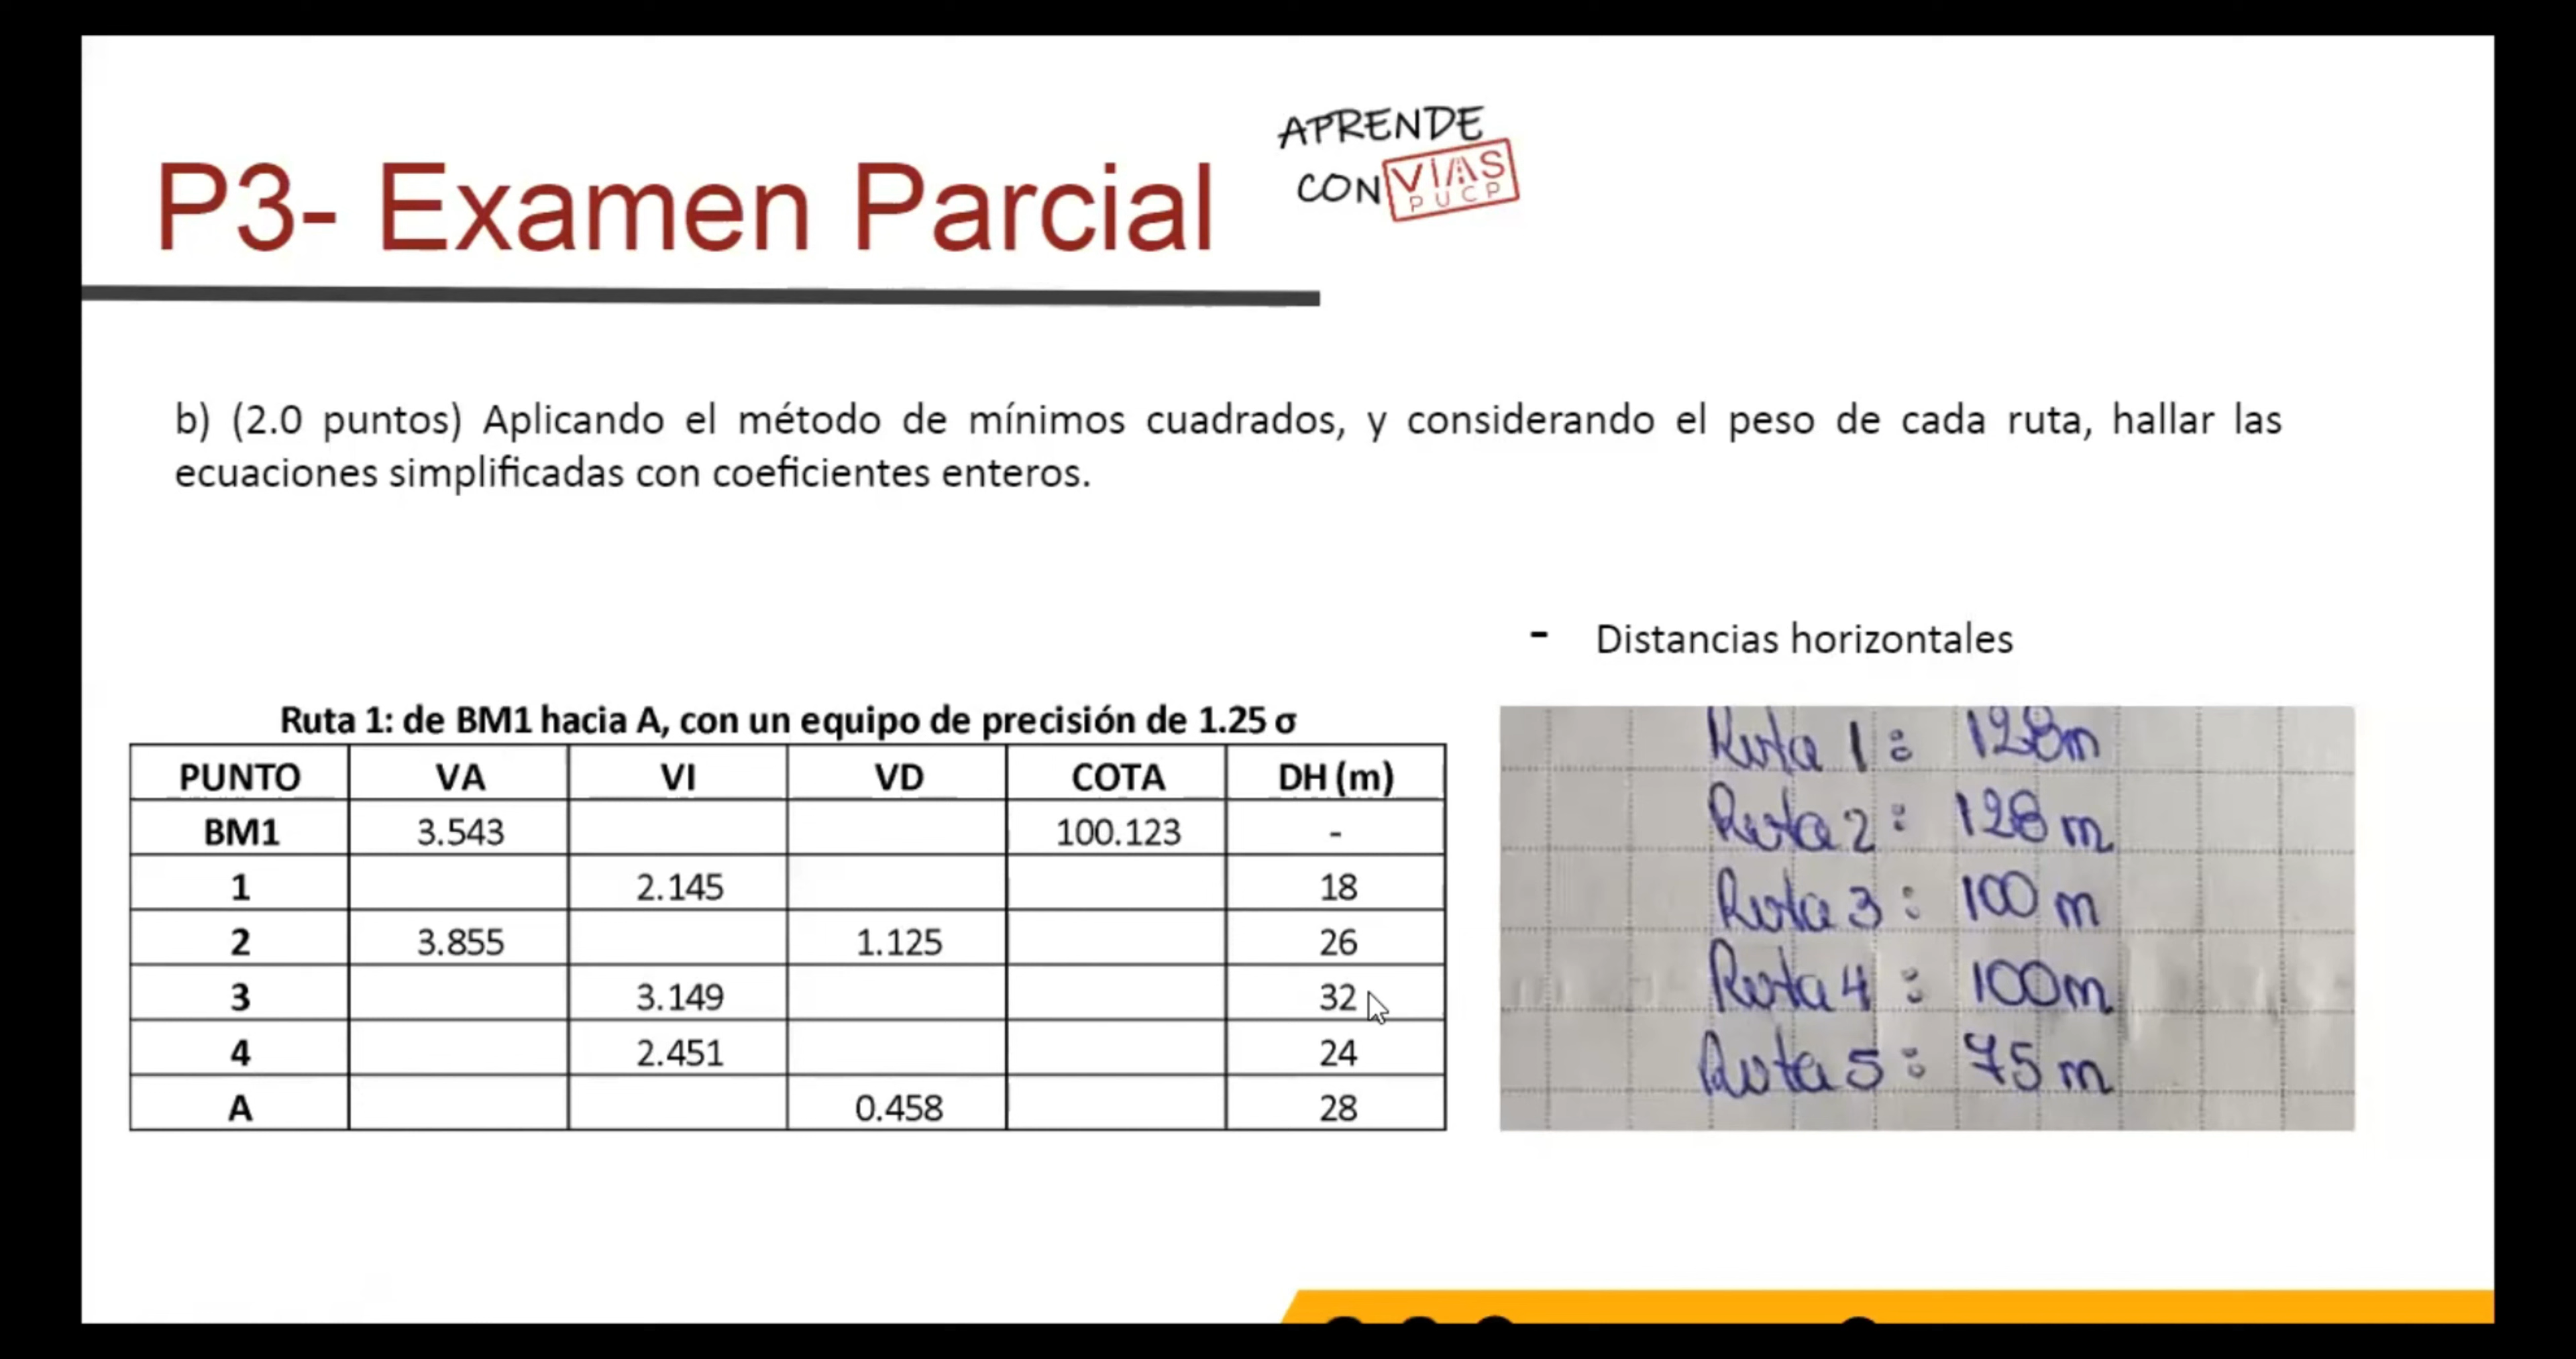 P3- Examen Parcial
APRENDE
CON VIAS
PUCP
b) (2.0 puntos) Aplicando el método de mínimos cuadrados, y considerando el peso de cada ruta, hallar las
ecuaciones simplificadas con coeficientes enteros.
- Distancias horizontales
Ruta 1: de BM1 hacia A, con un equipo de precisión de 1.25 σ
PUNTO VA VI VD COTA DH (m)
BM1 3.543 100.123 -
1 2.145 18
2 3.855 1.125 26
3 3.149 32
4 2.451 24
A 0.458 28
Ruta 1: 128m
Ruta 2: 128 m
Ruta 3: 100 m
Ruta 4: 100m
Ruta 5: 75 m